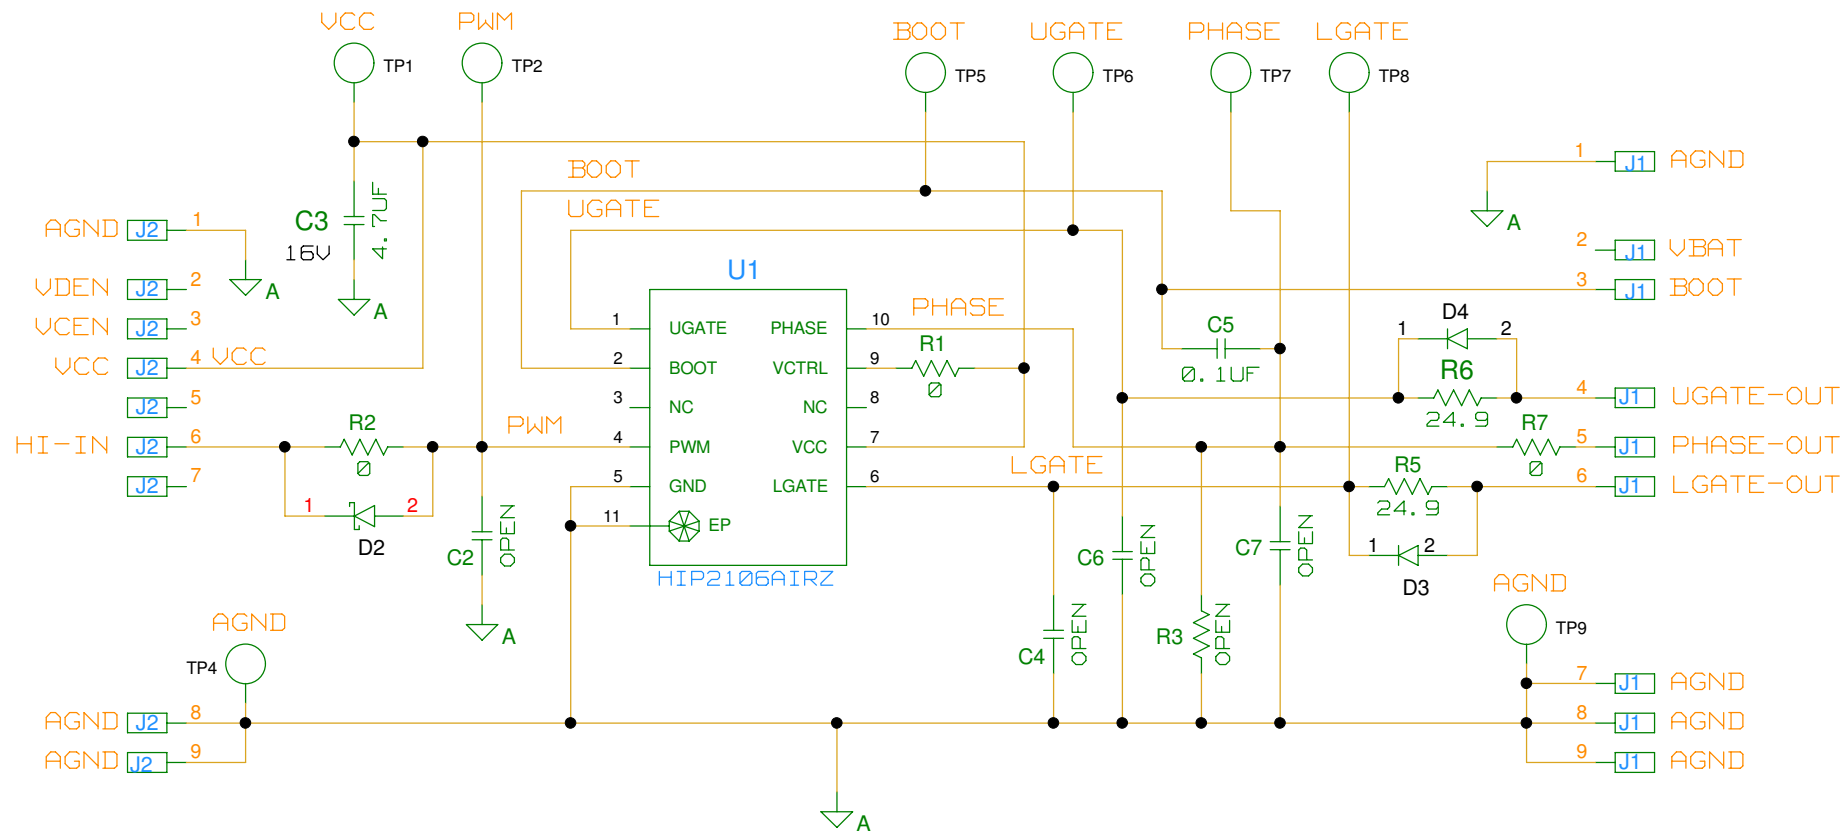 VCC PWM
TP1 TP2
BOOT UGATE PHASE LGATE
TP5 TP6 TP7 TP8
BOOT
UGATE
C3
16V
4.7UF
A
AGND J2 1
A
VDEN J2 2
VCEN J2 3
VCC J2 4 VCC
J2 5
HI-IN J2 6
J2 7
R2
0
1 2
D2
PWM
C2
OPEN
A
U1
1 UGATE PHASE 10
2 BOOT VCTRL 9
3 NC NC 8
4 PWM VCC 7
5 GND LGATE 6
11 EP
HIP2106AIRZ
PHASE
R1
0
LGATE
C5
0.1UF
C6
OPEN
C4
OPEN
R3
OPEN
C7
OPEN
1 J1 AGND
A
2 J1 VBAT
3 J1 BOOT
D4
1 2
R6
24.9
4 J1 UGATE-OUT
R7
0
5 J1 PHASE-OUT
R5
24.9
6 J1 LGATE-OUT
1 2
D3
AGND
TP4
AGND J2 8
AGND J2 9
A
AGND
TP9
7 J1 AGND
8 J1 AGND
9 J1 AGND